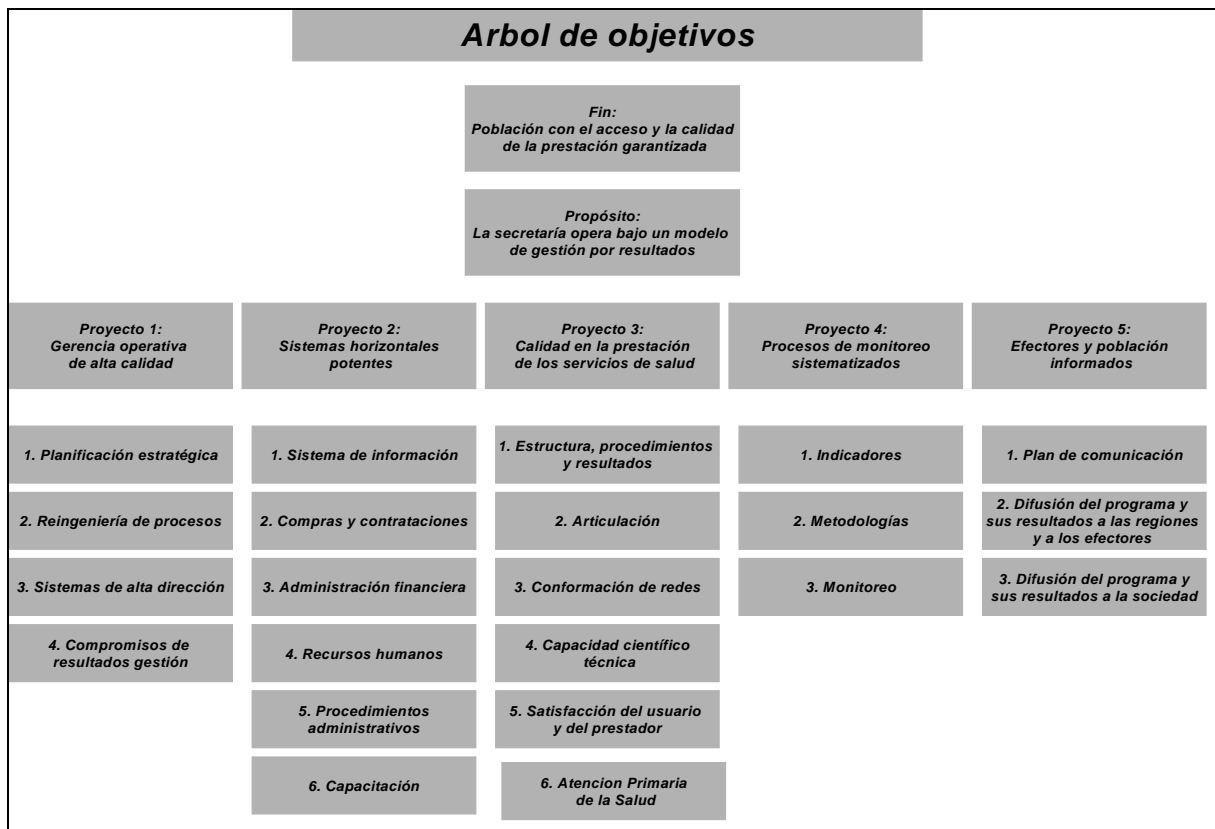 Arbol de objetivos
Fin:
Población con el acceso y la calidad
de la prestación garantizada
Propósito:
La secretaría opera bajo un modelo
de gestión por resultados
Proyecto 1:
Gerencia operativa
de alta calidad
Proyecto 2:
Sistemas horizontales
potentes
Proyecto 3:
Calidad en la prestación
de los servicios de salud
Proyecto 4:
Procesos de monitoreo
sistematizados
Proyecto 5:
Efectores y población
informados
1. Planificación estratégica
2. Reingeniería de procesos
3. Sistemas de alta dirección
4. Compromisos de
resultados gestión
1. Sistema de información
2. Compras y contrataciones
3. Administración financiera
4. Recursos humanos
5. Procedimientos
administrativos
6. Capacitación
1. Estructura, procedimientos
y resultados
2. Articulación
3. Conformación de redes
4. Capacidad científico
técnica
5. Satisfacción del usuario
y del prestador
6. Atencion Primaria
de la Salud
1. Indicadores
2. Metodologías
3. Monitoreo
1. Plan de comunicación
2. Difusión del programa y
sus resultados a las regiones
y a los efectores
3. Difusión del programa y
sus resultados a la sociedad